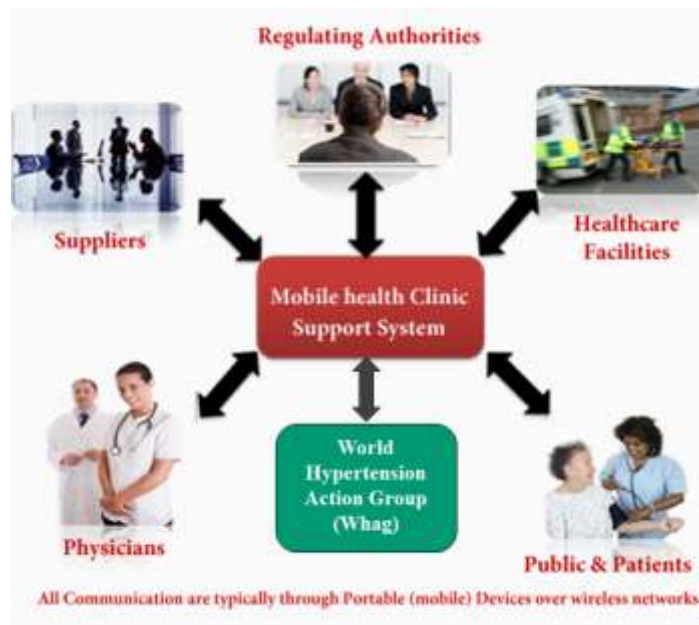 Regulating Authorities
Suppliers
Healthcare
Facilities
Mobile health Clinic
Support System
World
Hypertension
Action Group
(Whag)
Physicians
Public & Patients
All Communication are typically through Portable (mobile) Devices over wireless networks